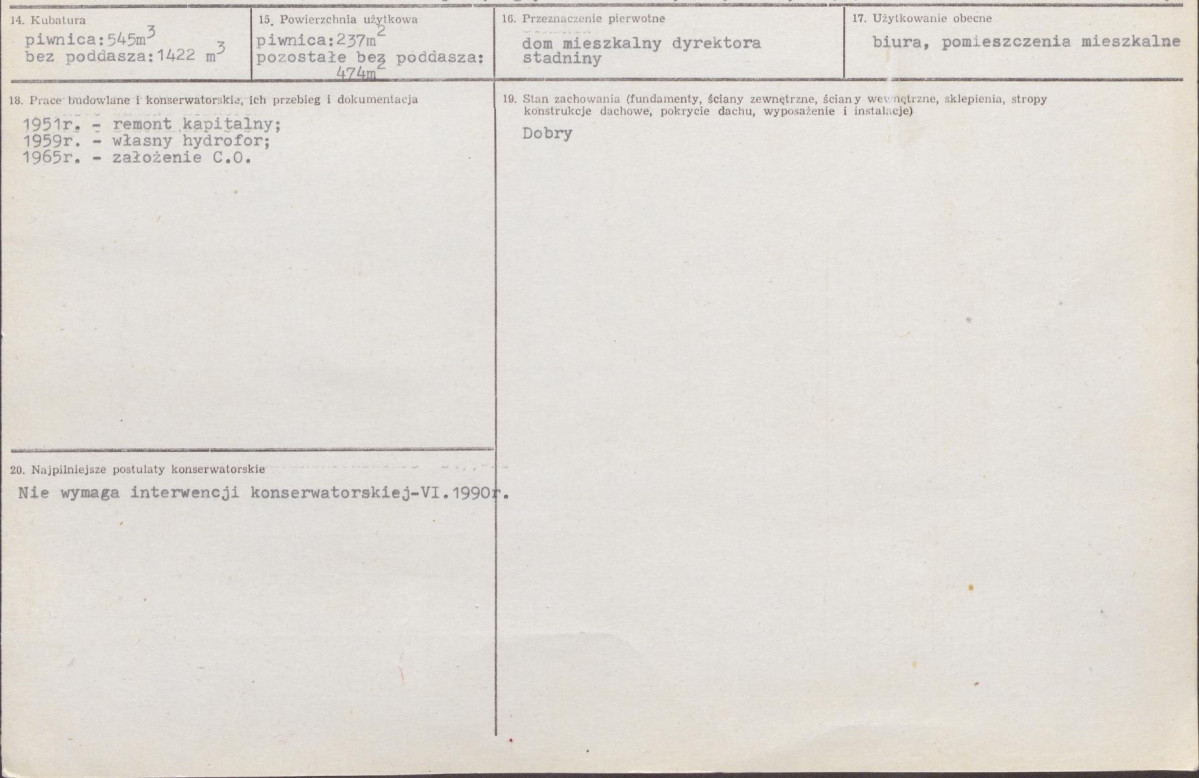 14. Kubatura
piwnica:545m³
bez poddasza:1422 m³
15. Powierzchnia użytkowa
piwnica:237m²
pozostałe bez poddasza:
474m²
16. Przeznaczenie pierwotne
dom mieszkalny dyrektora
stadniny
17. Użytkowanie obecne
biura, pomieszczenia mieszkalne
18. Prace budowlane i konserwatorskie, ich przebieg i dokumentacja
1951r. - remont kapitalny;
1959r. - własny hydrofor;
1965r. - założenie C.O.
19. Stan zachowania (fundamenty, ściany zewnętrzne, ściany wewnętrzne, sklepienia, stropy
konstrukcje dachowe, pokrycie dachu, wyposażenie i instalacje)
Dobry
20. Najpilniejsze postulaty konserwatorskie
Nie wymaga interwencji konserwatorskiej-VI.1990r.